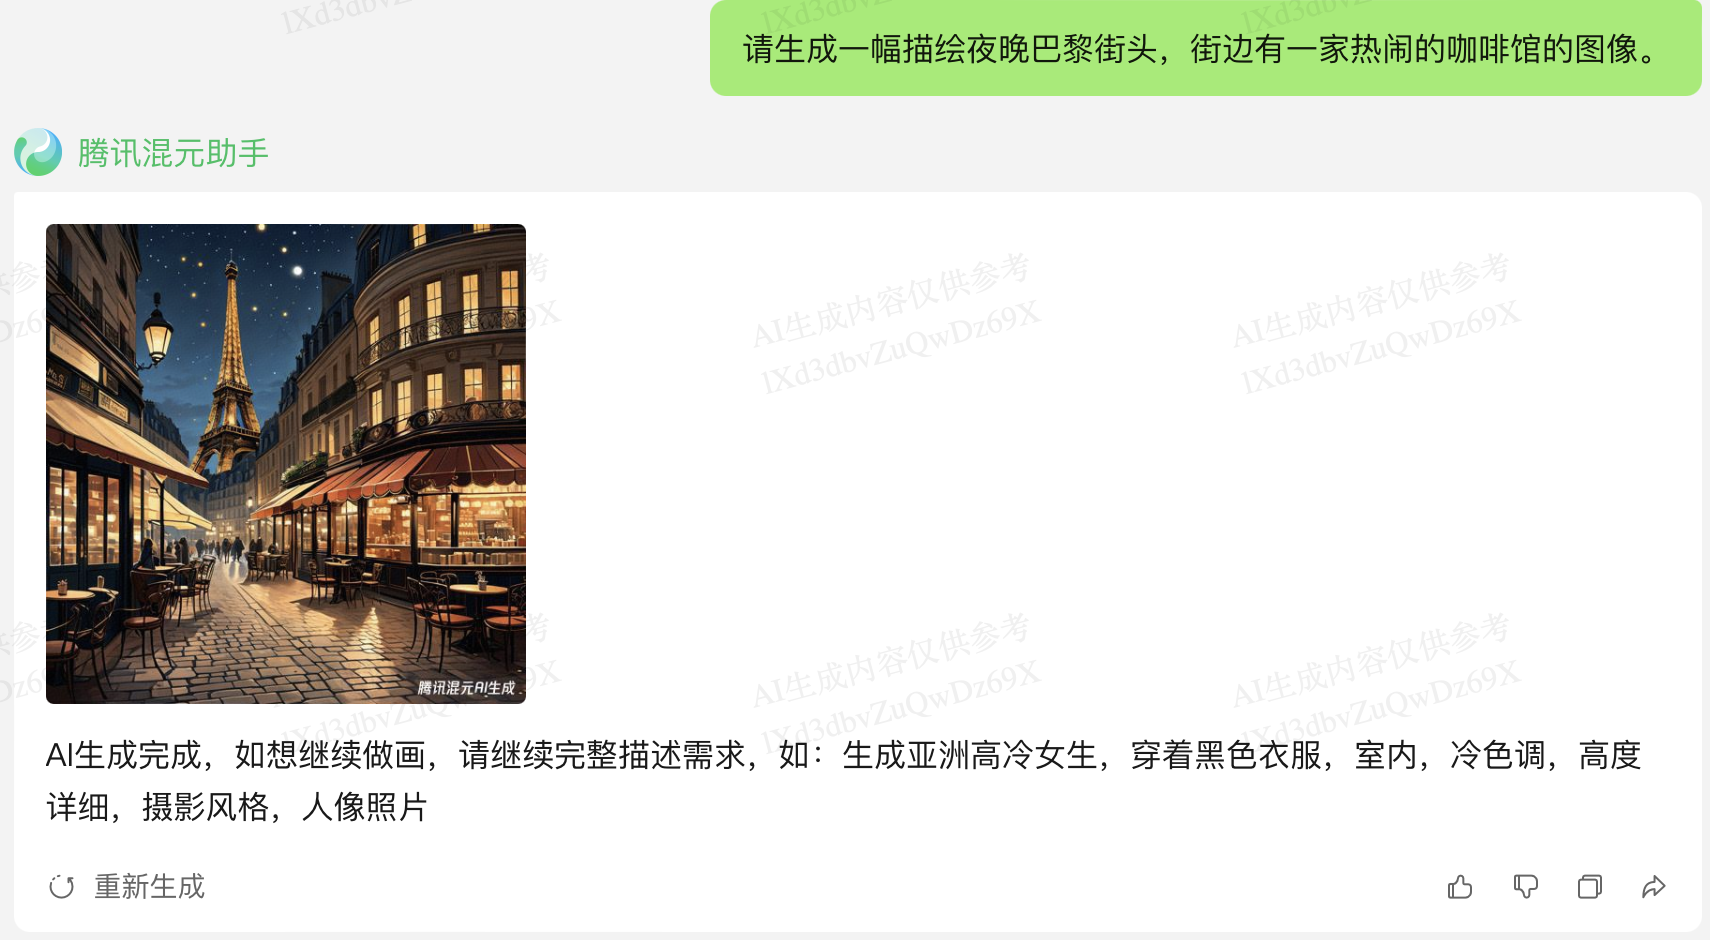 请生成一幅描绘夜晚巴黎街头，街边有一家热闹的咖啡馆的图像。
腾讯混元助手
腾讯混元AI生成
AI生成完成，如想继续做画，请继续完整描述需求，如：生成亚洲高冷女生，穿着黑色衣服，室内，冷色调，高度
详细，摄影风格，人像照片
重新生成
AI生成内容仅供参考
IXd3dbvZuQwDz69X
AI生成内容仅供参考
IXd3dbvZuQwDz69X
AI生成内容仅供参考
IXd3dbvZuQwDz69X
AI生成内容仅供参考
IXd3dbvZuQwDz69X